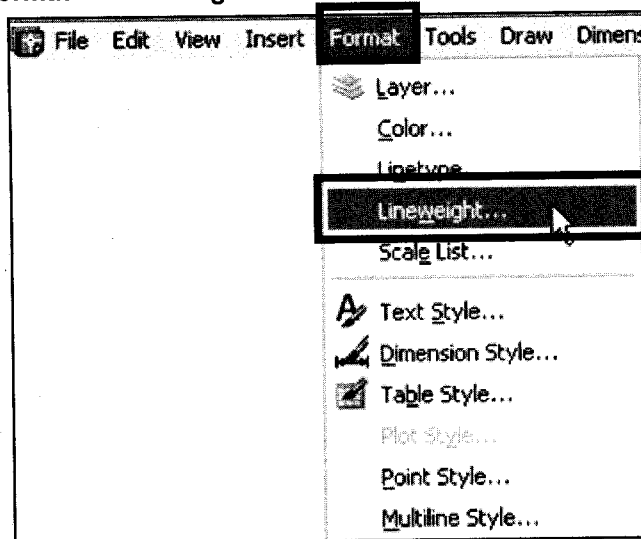 File Edit View Insert Format Tools Draw
Layer...
Color...
Linetype...
Lineweight...
Scale List...
Text Style...
Dimension Style...
Table Style...
Plot Style...
Point Style...
Multiline Style...